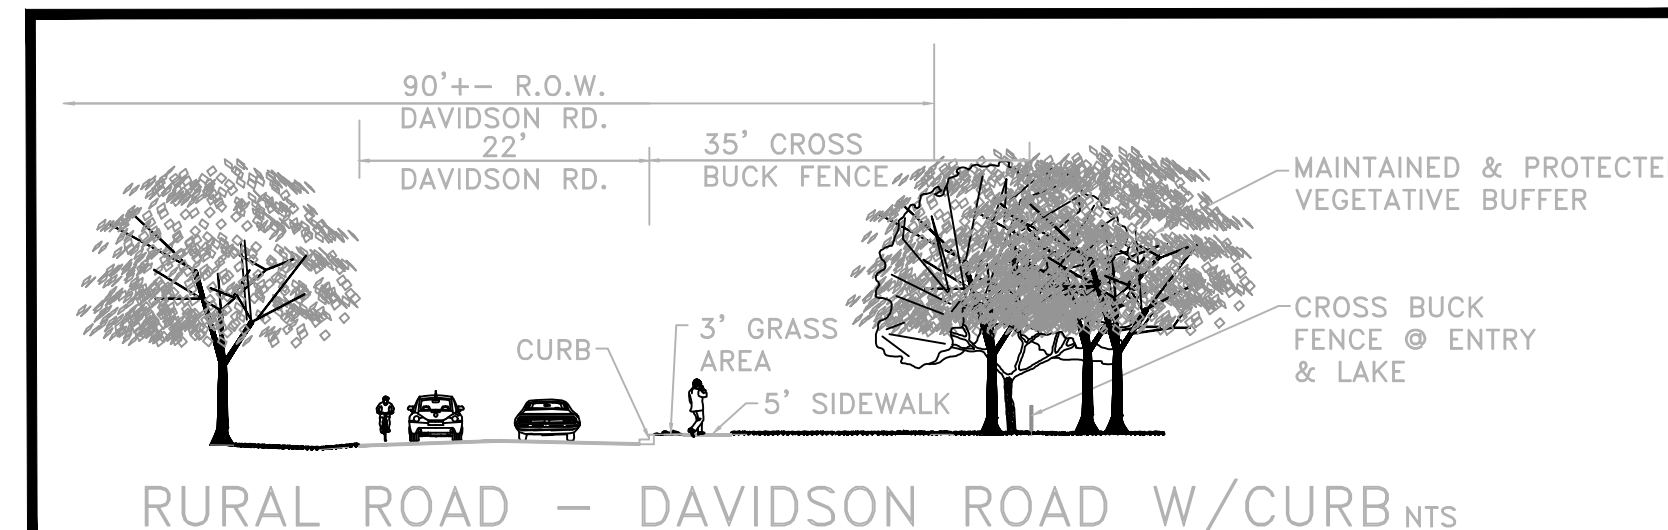 90'+- R.O.W.
DAVIDSON RD.
22'
DAVIDSON RD.
35' CROSS
BUCK FENCE
MAINTAINED & PROTECTE
VEGETATIVE BUFFER
CROSS BUCK
FENCE @ ENTRY
& LAKE
3' GRASS
AREA
CURB
5' SIDEWALK
RURAL ROAD - DAVIDSON ROAD W/CURB NTS